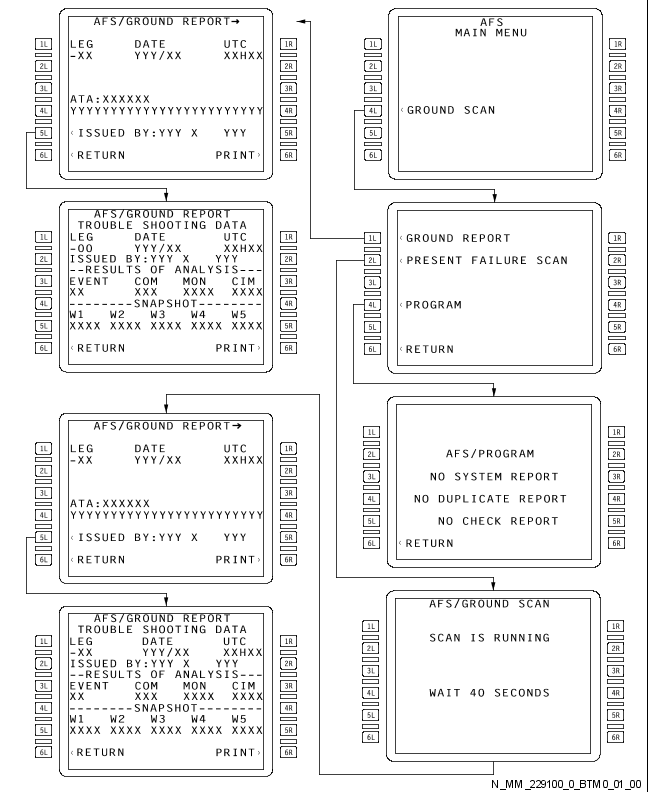 AFS/GROUND REPORT→
LEG DATE UTC
-XX YYY/XX XXHXX
ATA:XXXXXX
YYYYYYYYYYYYYYYYYYYYYYYY
‹ISSUED BY:YYY X YYY
‹RETURN PRINT›
1L
2L
3L
4L
5L
6L
1R
2R
3R
4R
5R
6R
AFS
MAIN MENU
‹GROUND SCAN
1L
2L
3L
4L
5L
6L
1R
2R
3R
4R
5R
6R
AFS/GROUND REPORT
TROUBLE SHOOTING DATA
LEG DATE UTC
-00 YYY/XX XXHXX
ISSUED BY:YYY X YYY
--RESULTS OF ANALYSIS---
EVENT COM MON CIM
XX XXX XXXX XXXX
--------SNAPSHOT--------
W1 W2 W3 W4 W5
XXXX XXXX XXXX XXXX XXXX
‹RETURN PRINT›
1L
2L
3L
4L
5L
6L
1R
2R
3R
4R
5R
6R
‹GROUND REPORT
‹PRESENT FAILURE SCAN
‹PROGRAM
‹RETURN
1L
2L
3L
4L
5L
6L
1R
2R
3R
4R
5R
6R
AFS/GROUND REPORT→
LEG DATE UTC
-XX YYY/XX XXHXX
ATA:XXXXXX
YYYYYYYYYYYYYYYYYYYYYYYY
‹ISSUED BY:YYY X YYY
‹RETURN PRINT›
1L
2L
3L
4L
5L
6L
1R
2R
3R
4R
5R
6R
AFS/PROGRAM
NO SYSTEM REPORT
NO DUPLICATE REPORT
NO CHECK REPORT
‹RETURN
1L
2L
3L
4L
5L
6L
1R
2R
3R
4R
5R
6R
AFS/GROUND REPORT
TROUBLE SHOOTING DATA
LEG DATE UTC
-XX YYY/XX XXHXX
ISSUED BY:YYY X YYY
--RESULTS OF ANALYSIS---
EVENT COM MON CIM
XX XXX XXXX XXXX
--------SNAPSHOT--------
W1 W2 W3 W4 W5
XXXX XXXX XXXX XXXX XXXX
‹RETURN PRINT›
1L
2L
3L
4L
5L
6L
1R
2R
3R
4R
5R
6R
AFS/GROUND SCAN
SCAN IS RUNNING
WAIT 40 SECONDS
1L
2L
3L
4L
5L
6L
1R
2R
3R
4R
5R
6R
N_MM_229100_0_BTM0_01_00